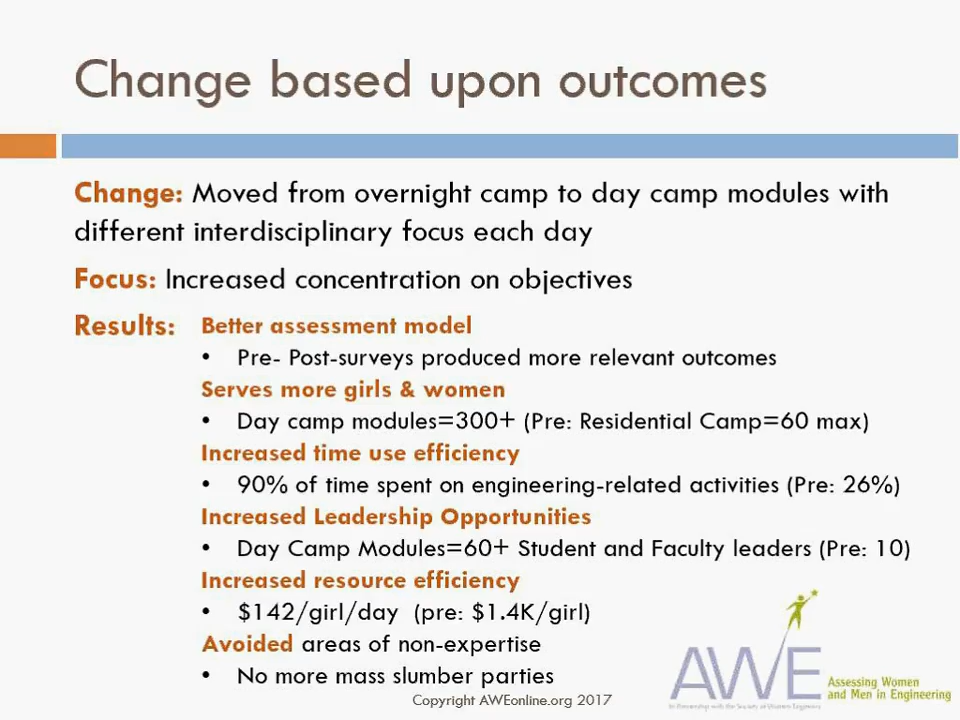 Change based upon outcomes
Change: Moved from overnight camp to day camp modules with
different interdisciplinary focus each day
Focus: Increased concentration on objectives
Results: Better assessment model
• Pre- Post-surveys produced more relevant outcomes
Serves more girls & women
• Day camp modules=300+ (Pre: Residential Camp=60 max)
Increased time use efficiency
• 90% of time spent on engineering-related activities (Pre: 26%)
Increased Leadership Opportunities
• Day Camp Modules=60+ Student and Faculty leaders (Pre: 10)
Increased resource efficiency
• $142/girl/day (pre: $1.4K/girl)
Avoided areas of non-expertise
• No more mass slumber parties
Copyright AWEonline.org 2017
AWE
Assessing Women
and Men in Engineering
In Partnership with the Society of Women Engineers